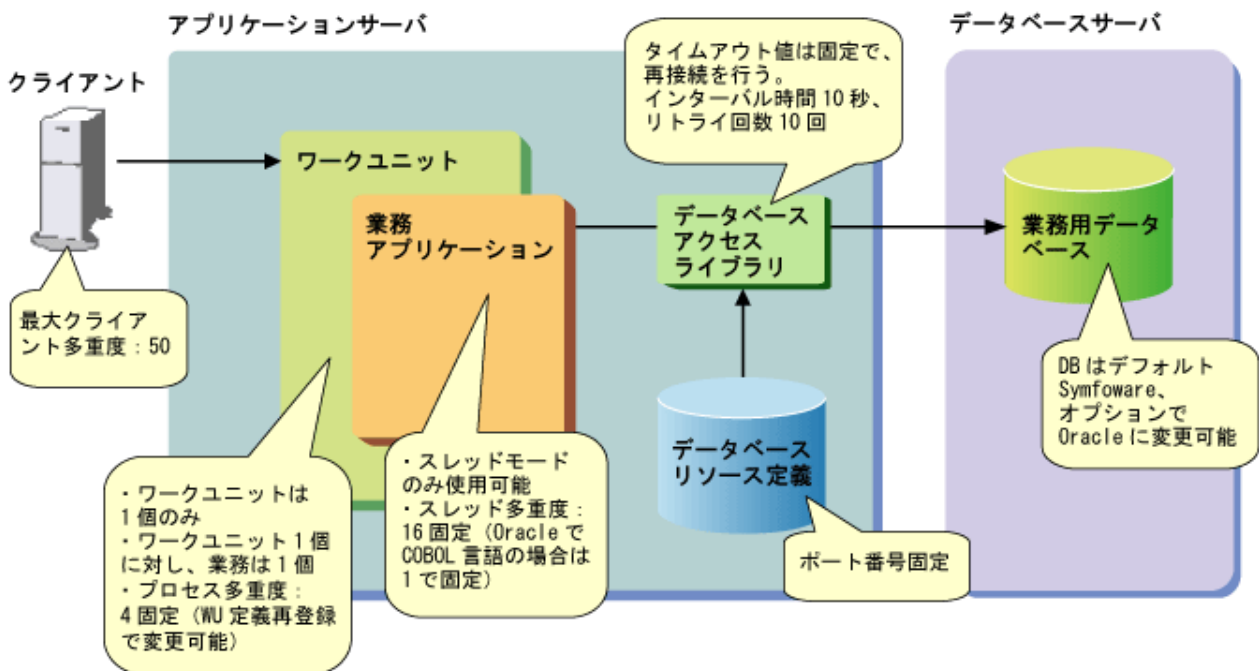 アプリケーションサーバ
データベースサーバ
クライアント
タイムアウト値は固定で、
再接続を行う。
インターバル時間 10 秒、
リトライ回数 10 回
ワークユニット
業務
アプリケーション
データベース
アクセス
ライブラリ
業務用データ
ベース
最大クライア
ント多重度：50
DB はデフォルト
Symfoware、
オプションで
Oracle に変更可能
データベース
リソース定義
・ワークユニットは
1 個のみ
・ワークユニット 1 個
に対し、業務は 1 個
・プロセス多重度：
4 固定（WU 定義再登録
で変更可能）
・スレッドモード
のみ使用可能
・スレッド多重度：
16 固定（Oracle で
COBOL 言語の場合は
1 で固定）
ポート番号固定